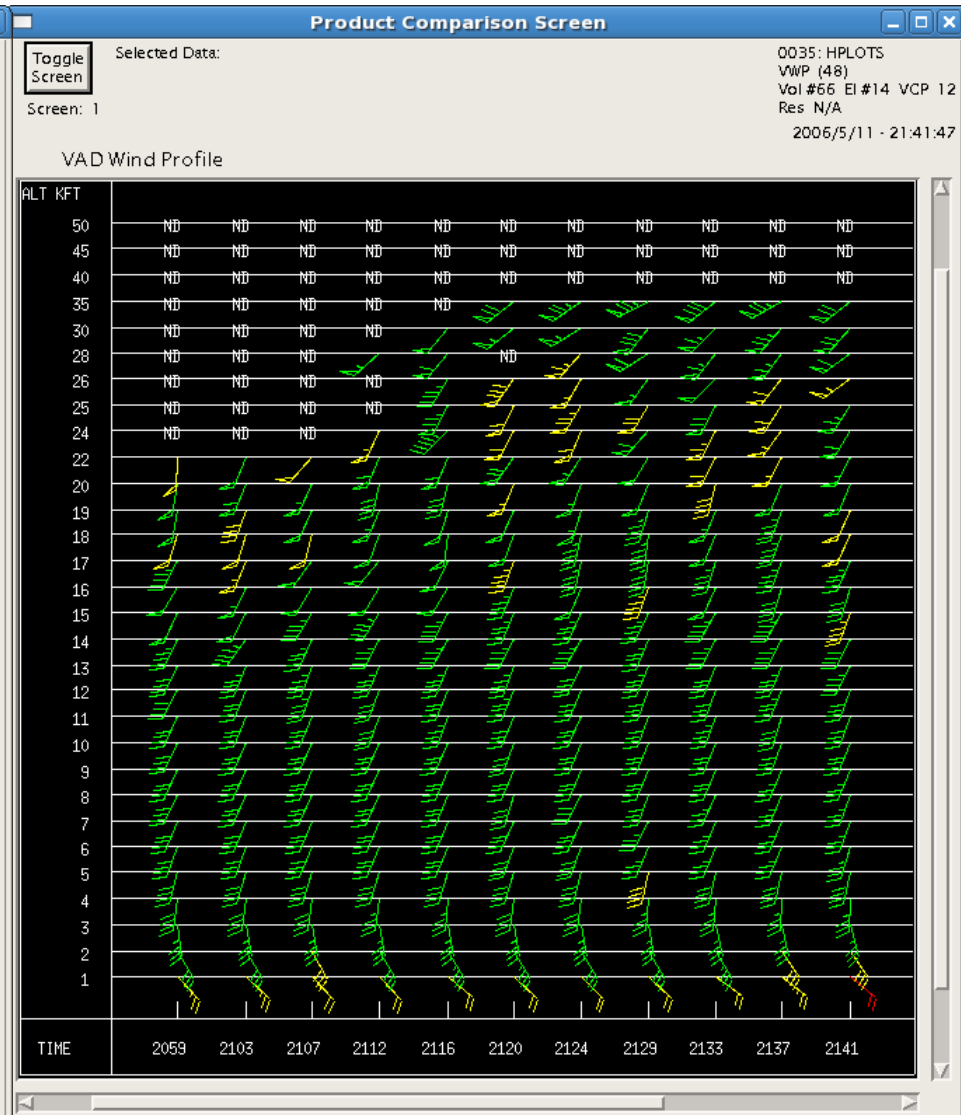 Product Comparison Screen
Toggle Screen
Selected Data:
Screen: 1
0035: HPLOTS
VWP (48)
Vol #66 El #14 VCP 12
Res N/A
2006/5/11 - 21:41:47
VAD Wind Profile
ALT KFT
50 ND ND ND ND ND ND ND ND ND ND ND
45 ND ND ND ND ND ND ND ND ND ND ND
40 ND ND ND ND ND ND ND ND ND ND ND
35 ND ND ND ND ND
30 ND ND ND ND
28 ND ND ND ND
26 ND ND ND ND
25 ND ND ND ND
24 ND ND ND
22
20
19
18
17
16
15
14
13
12
11
10
9
8
7
6
5
4
3
2
1
TIME 2059 2103 2107 2112 2116 2120 2124 2129 2133 2137 2141